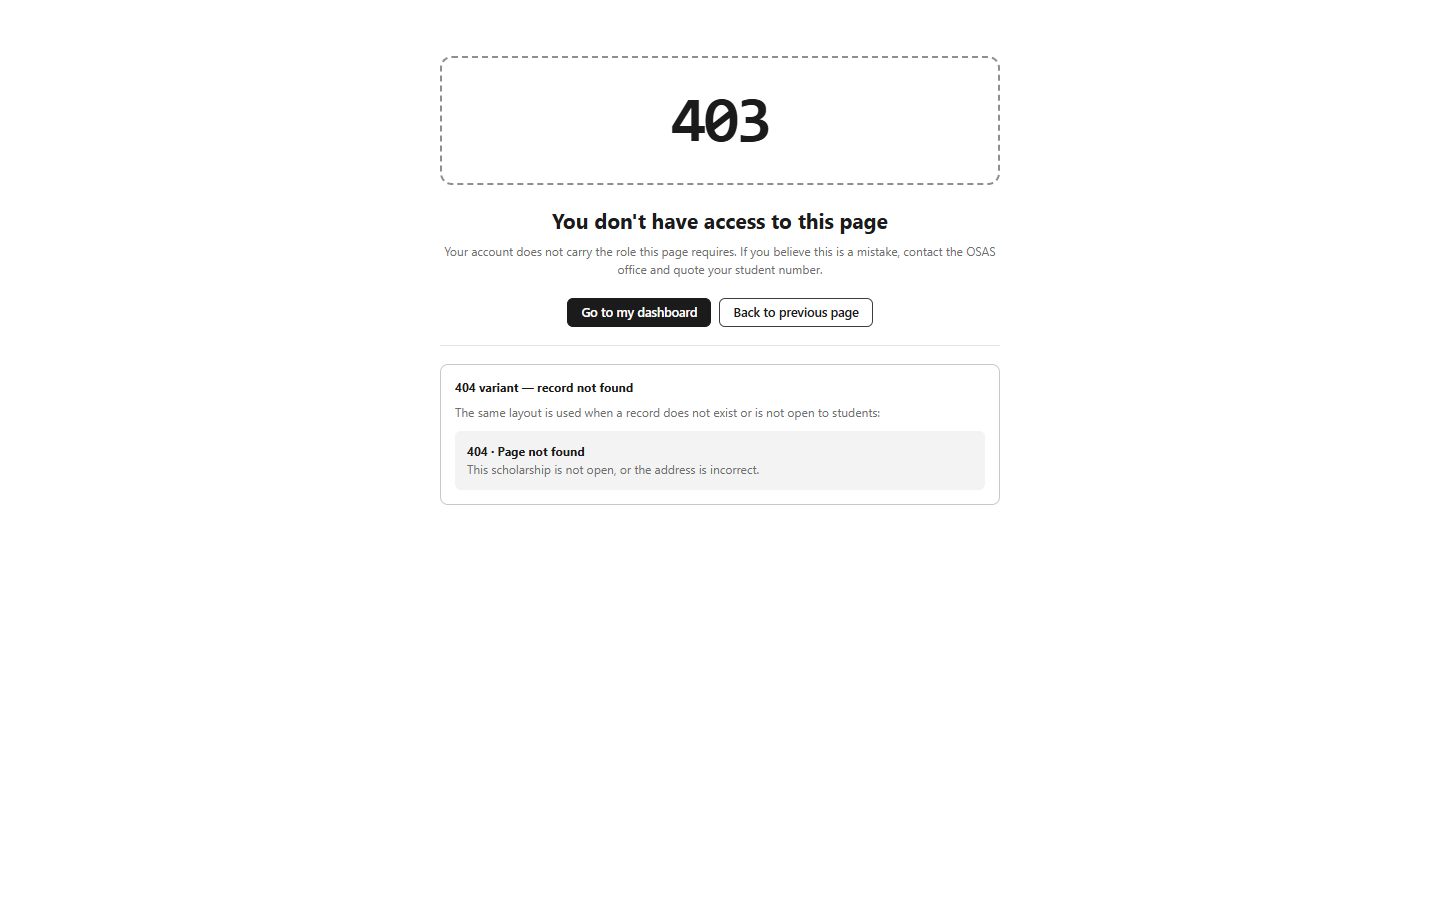 403
You don't have access to this page
Your account does not carry the role this page requires. If you believe this is a mistake, contact the OSAS
office and quote your student number.
Go to my dashboard
Back to previous page
404 variant — record not found
The same layout is used when a record does not exist or is not open to students:
404 · Page not found
This scholarship is not open, or the address is incorrect.